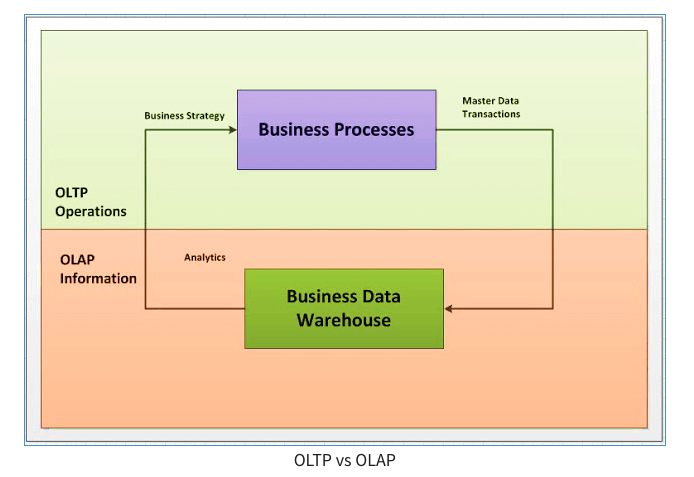 Business Strategy
Business Processes
Master Data
Transactions
OLTP
Operations
OLAP
Information
Analytics
Business Data
Warehouse
OLTP vs OLAP